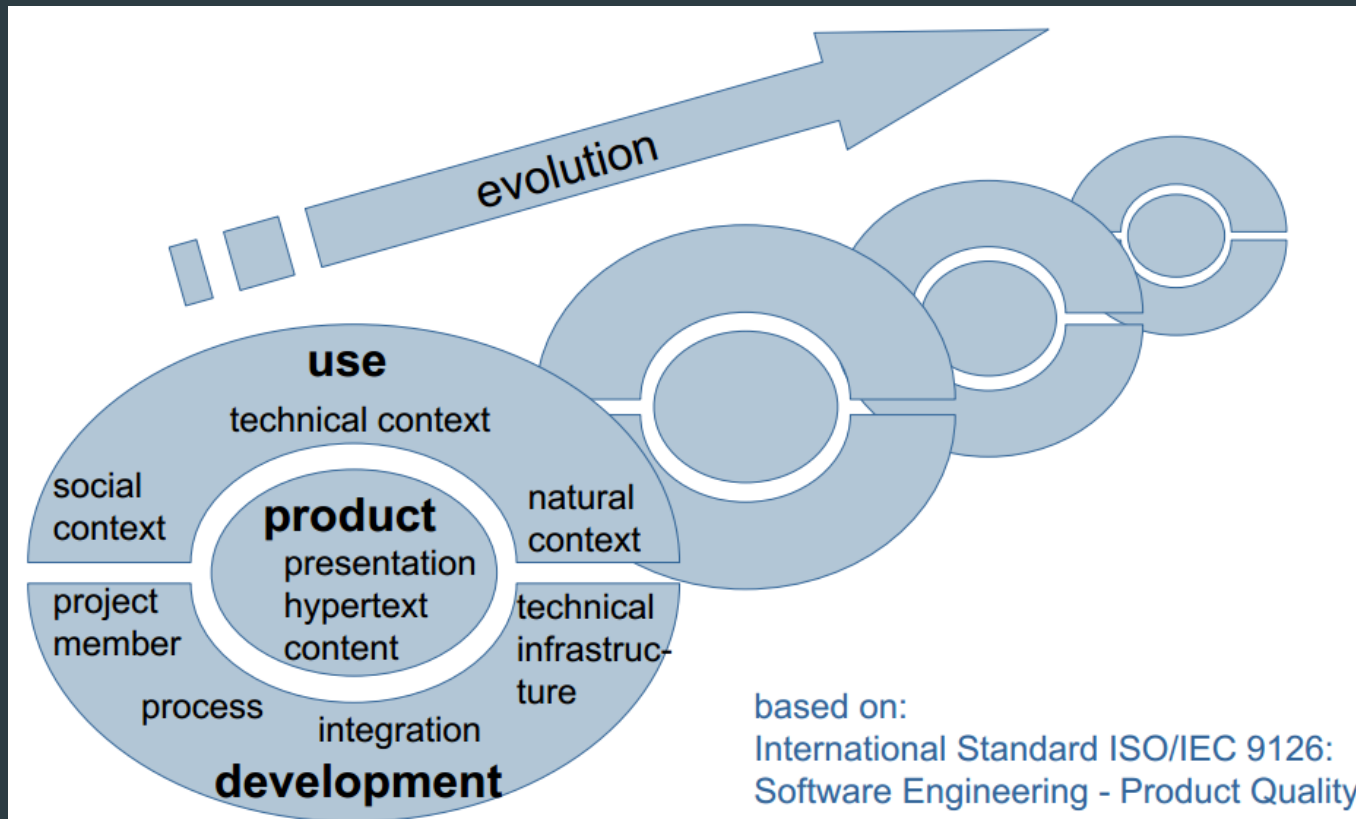 evolution
use
technical context
social
context
natural
context
product
presentation
hypertext
content
project
member
technical
infrastruc-
ture
process
integration
development
based on:
International Standard ISO/IEC 9126:
Software Engineering - Product Quality